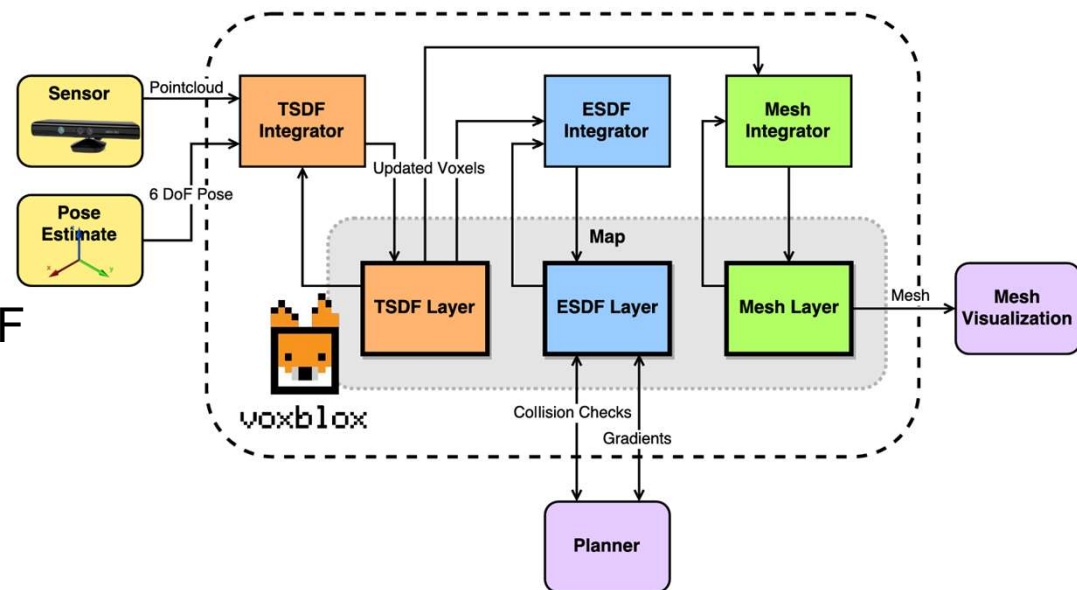 Sensor
Pointcloud
TSDF
Integrator
ESDF
Integrator
Mesh
Integrator
Updated Voxels
6 DoF Pose
Pose
Estimate
x
y
Map
TSDF Layer
ESDF Layer
Mesh Layer
Mesh
Mesh
Visualization
F
voxblox
Collision Checks
Gradients
Planner